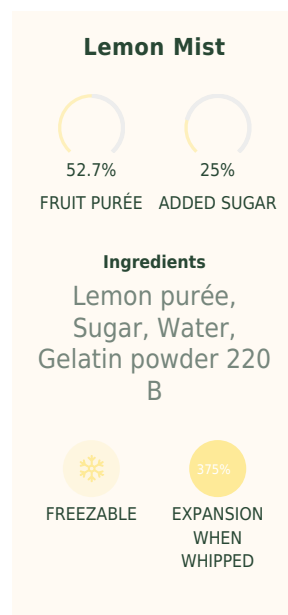 Lemon Mist
52.7%
25%
FRUIT PURÉE
ADDED SUGAR
Ingredients
Lemon purée,
Sugar, Water,
Gelatin powder 220
B
375%
FREEZABLE
EXPANSION
WHEN
WHIPPED